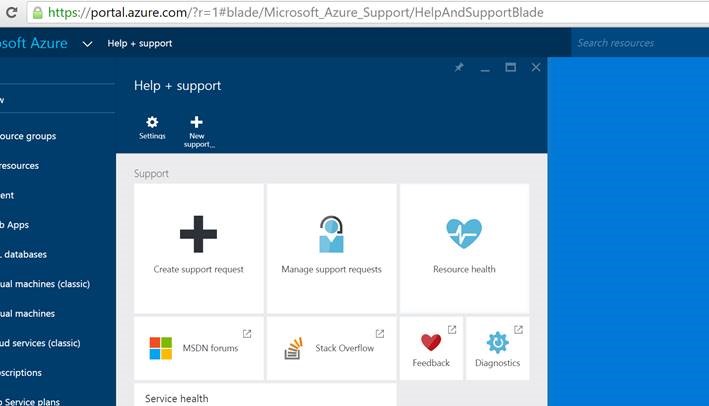 https://portal.azure.com/?r=1#blade/Microsoft_Azure_Support/HelpAndSupportBlade
osoft Azure Help + support Search resources
Help + support
w
Settings New support...
ource groups
resources
Support
ent
b Apps
L databases
Create support request Manage support requests Resource health
ual machines (classic)
ual machines
ud services (classic)
MSDN forums Stack Overflow
Feedback Diagnostics
scriptions
Service health
o Service plans